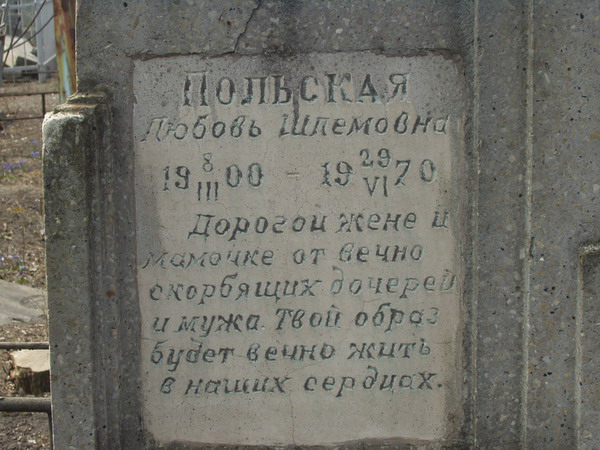 ПОЛЬСКАЯ
Любовь Шлемовна
19 8/III 00 - 19 29/VI 70
Дорогой жене и
мамочке от вечно
скорбящих дочерей
и мужа. Твой образ
будет вечно жить
в наших сердцах.